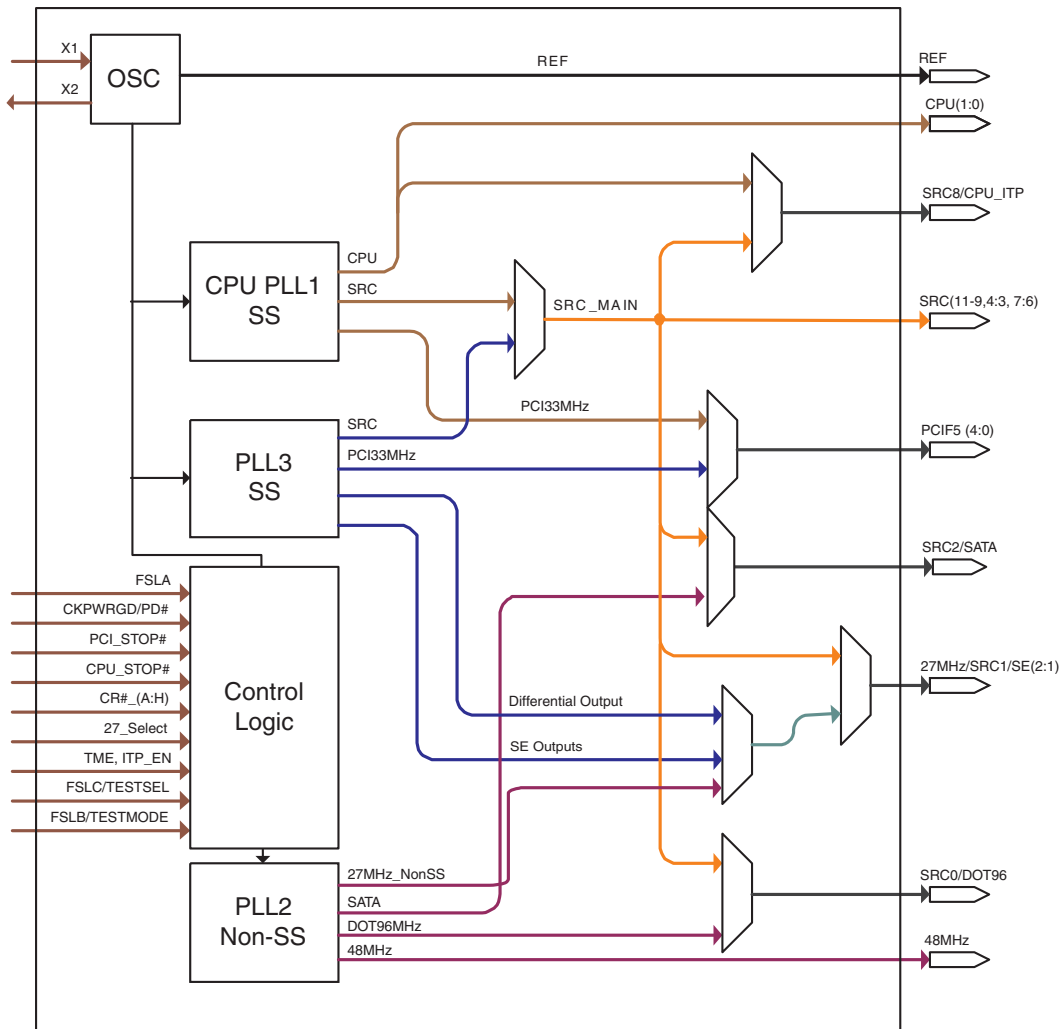 X1
X2
OSC
REF
REF
CPU(1:0)
SRC8/CPU_ITP
CPU PLL1
SS
CPU
SRC
SRC_MAIN
SRC(11-9,4:3, 7:6)
PCI33MHz
PLL3
SS
SRC
PCI33MHz
PCIF5 (4:0)
SRC2/SATA
FSLA
CKPWRGD/PD#
PCI_STOP#
CPU_STOP#
CR#_(A:H)
27_Select
TME, ITP_EN
FSLC/TESTSEL
FSLB/TESTMODE
Control
Logic
Differential Output
SE Outputs
27MHz/SRC1/SE(2:1)
PLL2
Non-SS
27MHz_NonSS
SATA
DOT96MHz
48MHz
SRC0/DOT96
48MHz